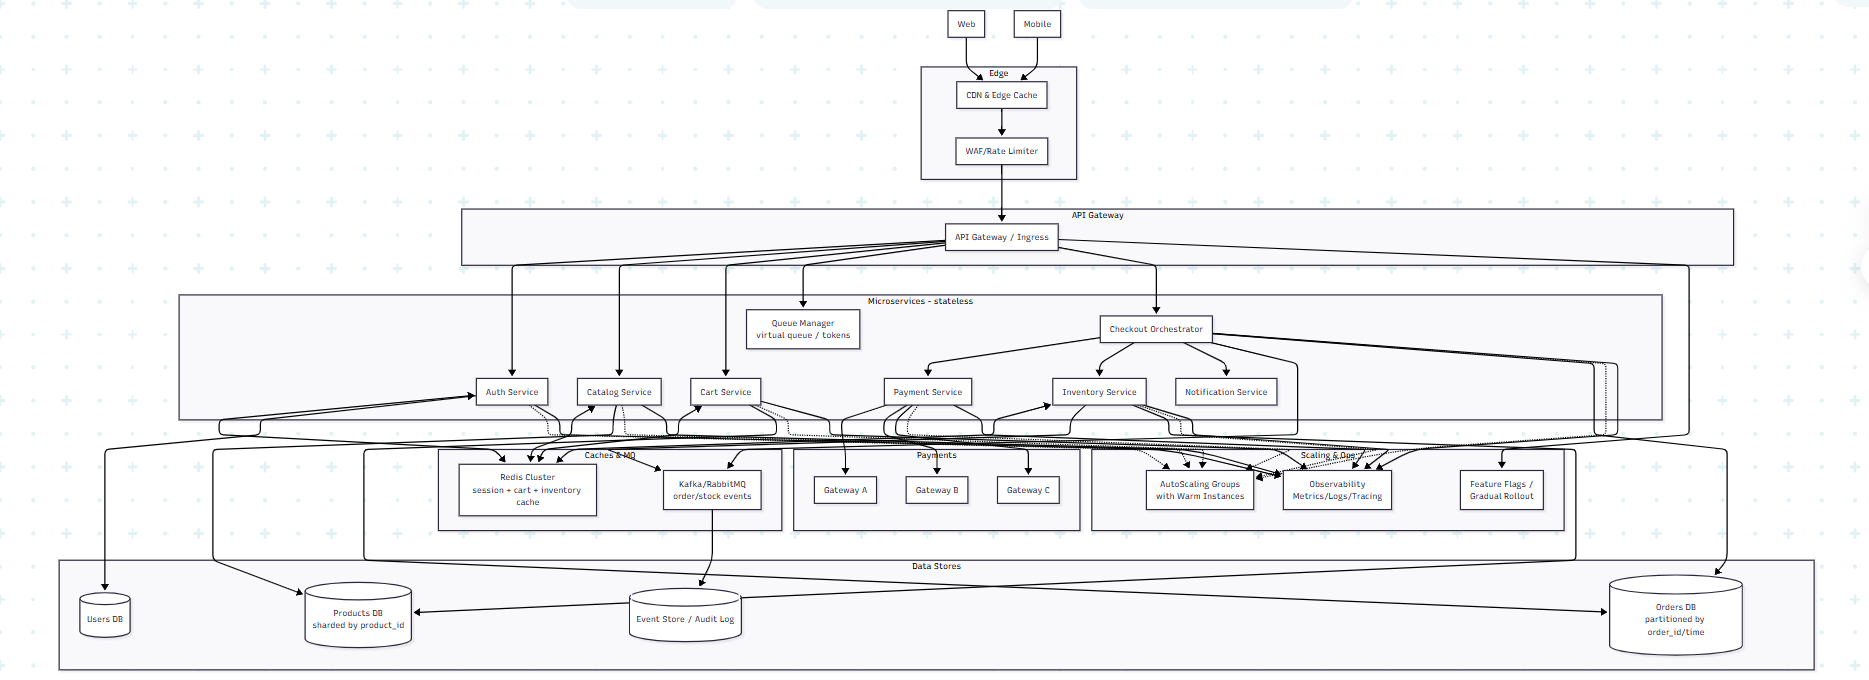 Web
Mobile
Edge
CDN & Edge Cache
WAF/Rate Limiter
API Gateway
API Gateway / Ingress
Microservices - stateless
Queue Manager
virtual queue / tokens
Checkout Orchestrator
Auth Service
Catalog Service
Cart Service
Payment Service
Inventory Service
Notification Service
Caches & MQ
Redis Cluster
session + cart + inventory
cache
Kafka/RabbitMQ
order/stock events
Payments
Gateway A
Gateway B
Gateway C
Scaling & Ops
AutoScaling Groups
with Warm Instances
Observability
Metrics/Logs/Tracing
Feature Flags /
Gradual Rollout
Data Stores
Users DB
Products DB
sharded by product_id
Event Store / Audit Log
Orders DB
partitioned by
order_id/time